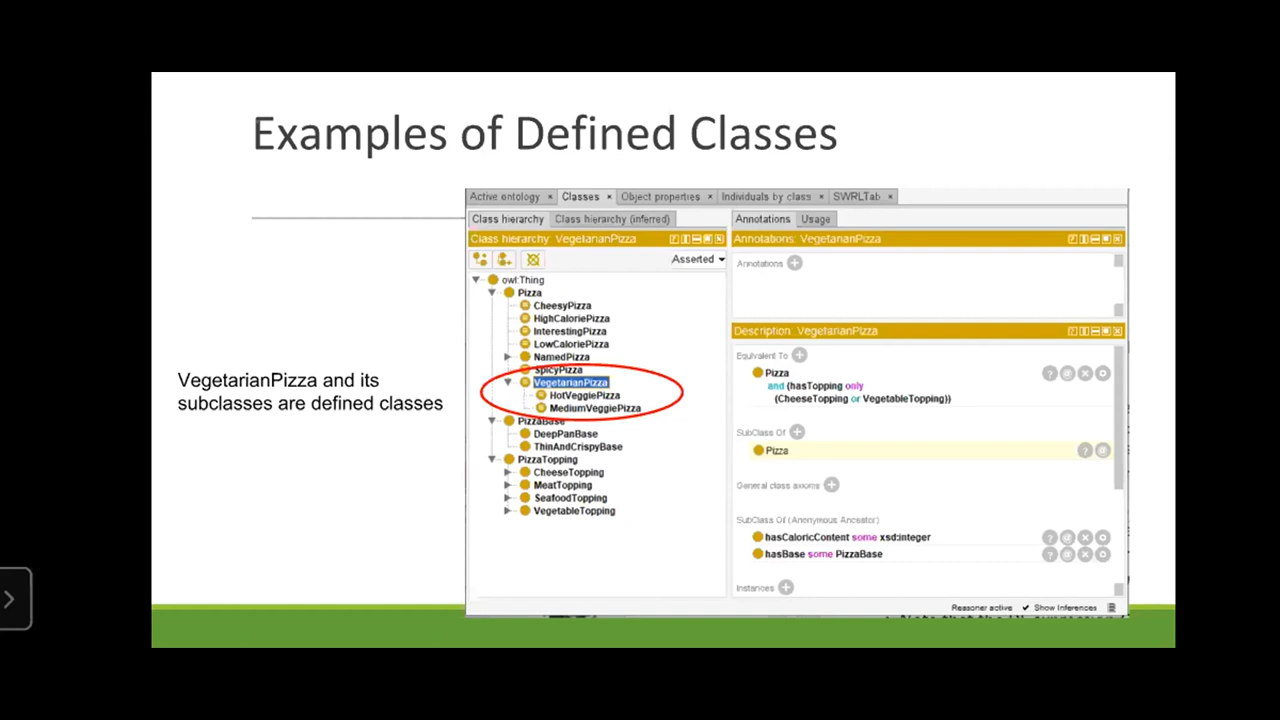 Examples of Defined Classes
VegetarianPizza and its
subclasses are defined classes
Active ontology × Classes × Object properties × Individuals by class × SWRLTab ×
Class hierarchy Class hierarchy (inferred)
Class hierarchy: VegetarianPizza
Asserted
owl:Thing
Pizza
CheesyPizza
HighCaloriePizza
InterestingPizza
LowCaloriePizza
NamedPizza
SpicyPizza
VegetarianPizza
HotVeggiePizza
MediumVeggiePizza
PizzaBase
DeepPanBase
ThinAndCrispyBase
PizzaTopping
CheeseTopping
MeatTopping
SeafoodTopping
VegetableTopping
Annotations Usage
Annotations: VegetarianPizza
Annotations
Description: VegetarianPizza
Equivalent To
Pizza
and (hasTopping only
(CheeseTopping or VegetableTopping))
SubClass Of
Pizza
General class axioms
SubClass Of (Anonymous Ancestor)
hasCaloricContent some xsd:integer
hasBase some PizzaBase
Instances
Reasoner active ✓ Show Inferences